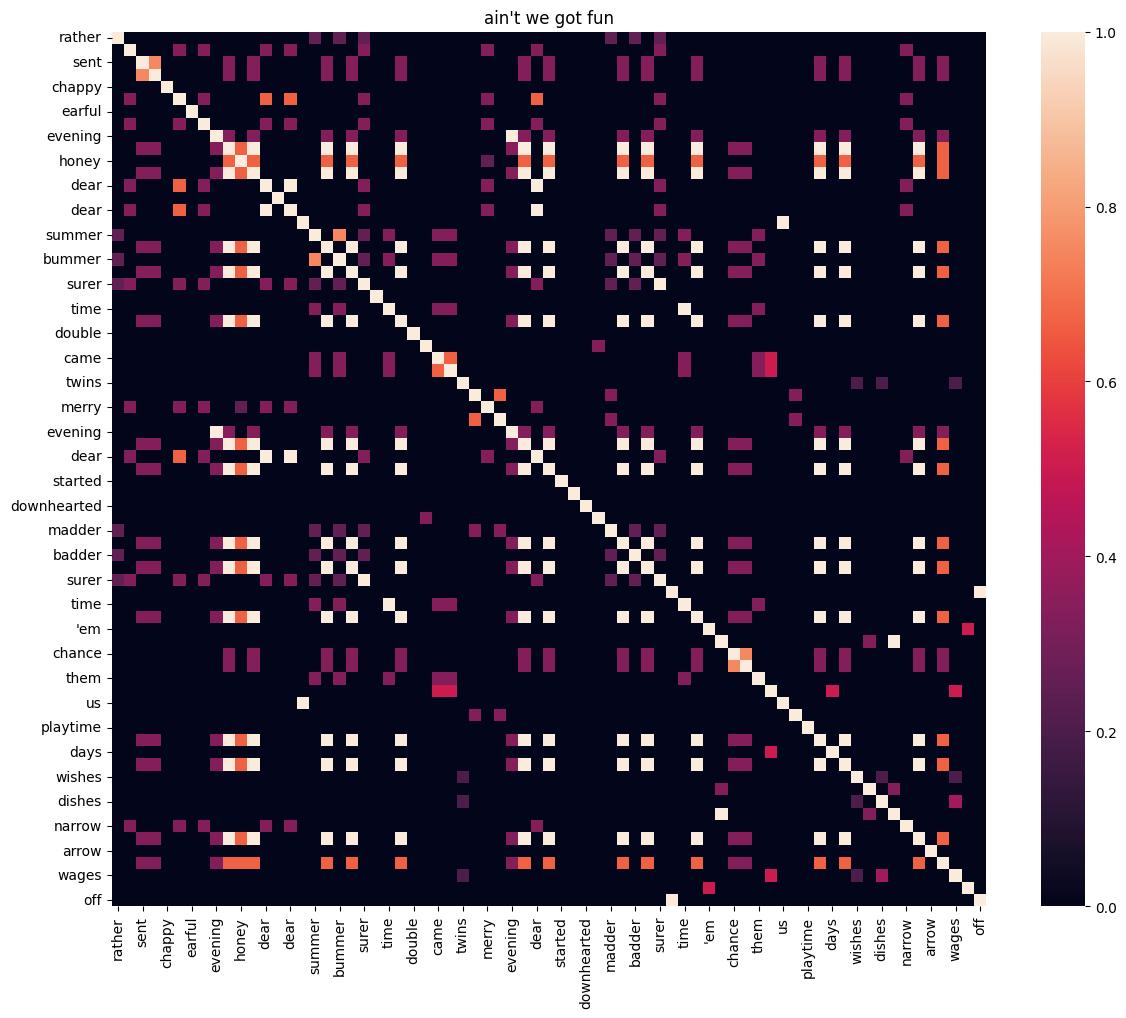 ain't we got fun
rather
sent
chappy
earful
evening
honey
dear
dear
summer
bummer
surer
time
double
came
twins
merry
evening
dear
started
downhearted
madder
badder
surer
time
'em
chance
them
us
playtime
days
wishes
dishes
narrow
arrow
wages
off
1.0
0.8
0.6
0.4
0.2
0.0
rather
sent
chappy
earful
evening
honey
dear
dear
summer
bummer
surer
time
double
came
twins
merry
evening
dear
started
downhearted
madder
badder
surer
time
'em
chance
them
us
playtime
days
wishes
dishes
narrow
arrow
wages
off